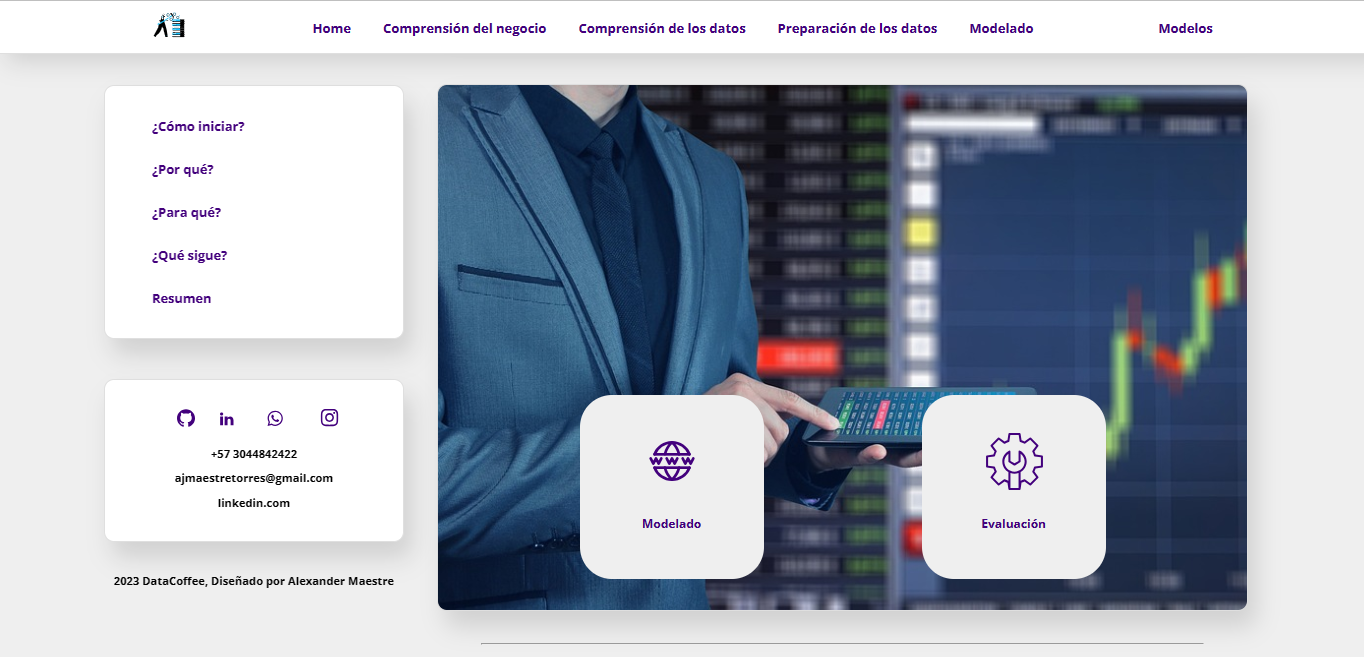 Home
Comprensión del negocio
Comprensión de los datos
Preparación de los datos
Modelado
Modelos
¿Cómo iniciar?
¿Por qué?
¿Para qué?
¿Qué sigue?
Resumen
+57 3044842422
ajmaestretorres@gmail.com
linkedin.com
2023 DataCoffee, Diseñado por Alexander Maestre
WWW
Modelado
Evaluación